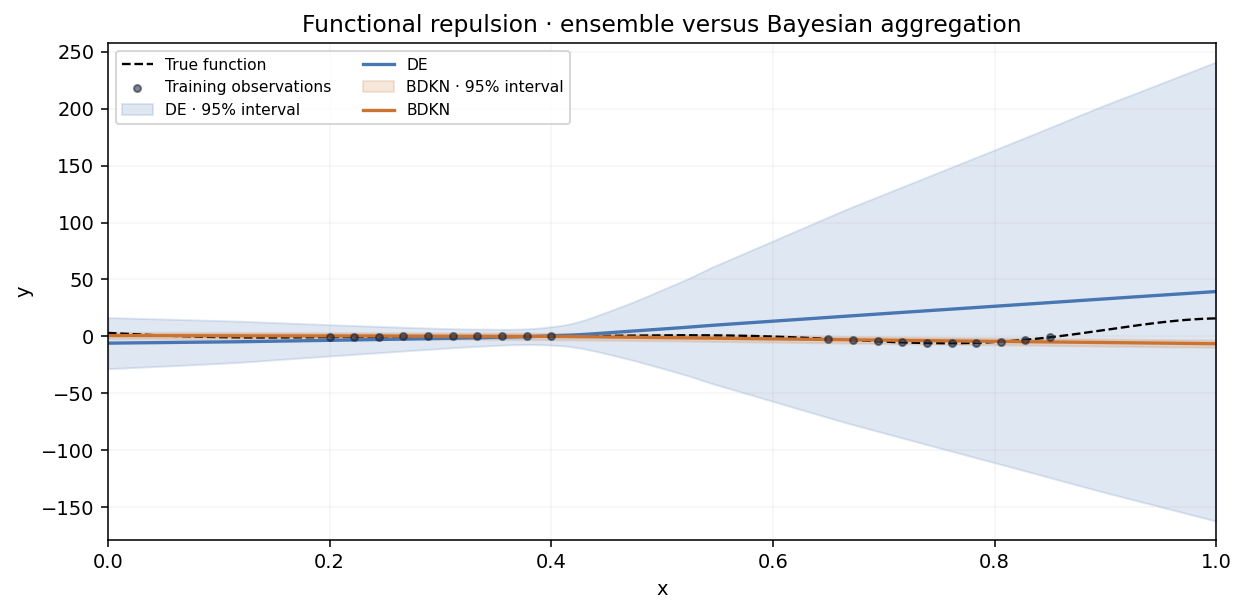 Functional repulsion · ensemble versus Bayesian aggregation
True function
Training observations
DE · 95% interval
DE
BDKN · 95% interval
BDKN
250
200
150
100
50
0
−50
−100
−150
y
0.0 0.2 0.4 0.6 0.8 1.0
x